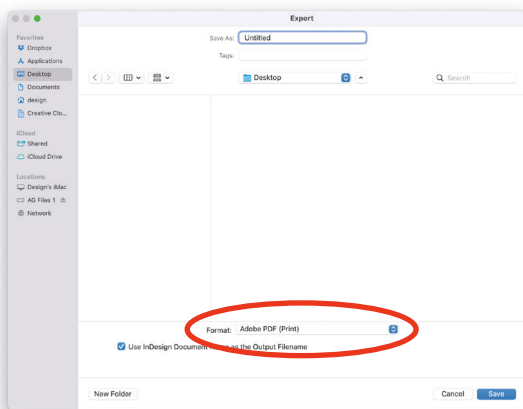 Export
Save As: Untitled
Tags:
Favorites
Dropbox
Applications
Desktop
Documents
design
Creative Clo...
iCloud
Shared
iCloud Drive
Locations
Design's iMac
AG Files 1
Network
Desktop
Search
Format: Adobe PDF (Print)
Use InDesign Document Name as the Output Filename
New Folder
Cancel
Save